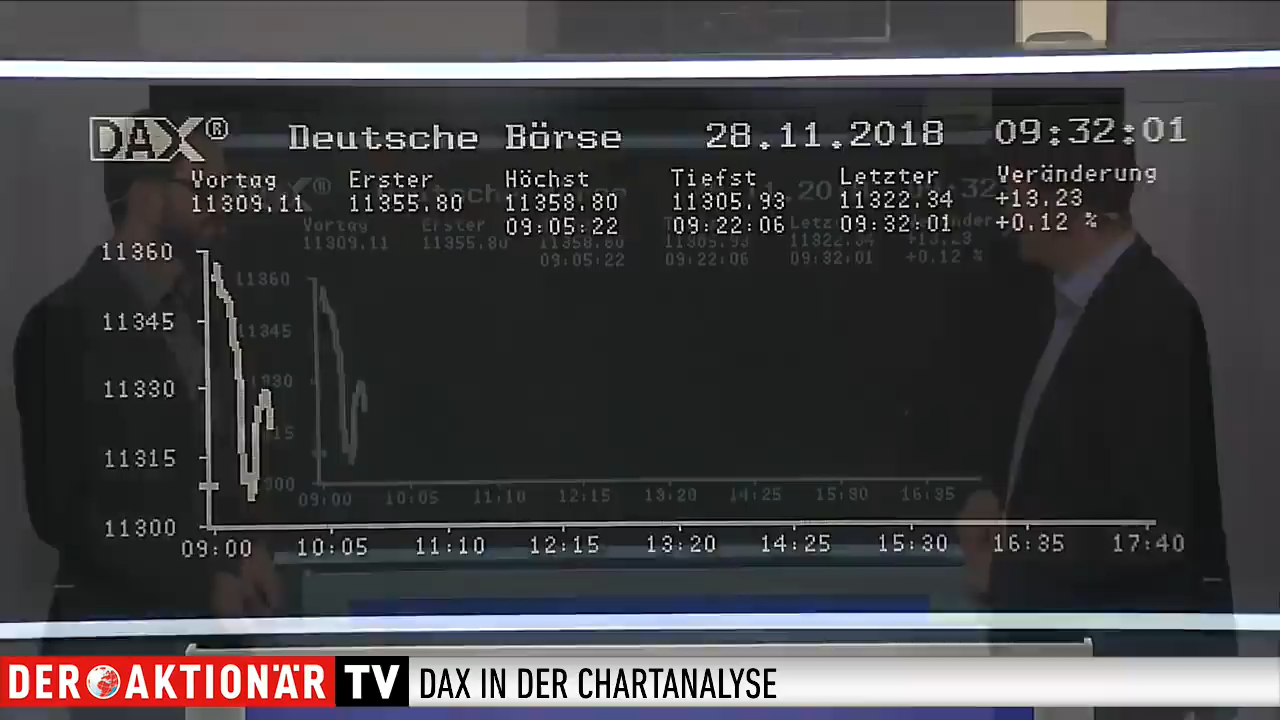 DAX® Deutsche Börse 28.11.2018 09:32:01
Vortag Erster Höchst Tiefst Letzter Veränderung
11309.11 11355.80 11358.80 11305.93 11322.34 +13.23
09:05:22 09:22:06 09:32:01 +0.12 %
11360
11345
11330
11315
11300
09:00 10:05 11:10 12:15 13:20 14:25 15:30 16:35 17:40
DER AKTIONÄR TV DAX IN DER CHARTANALYSE